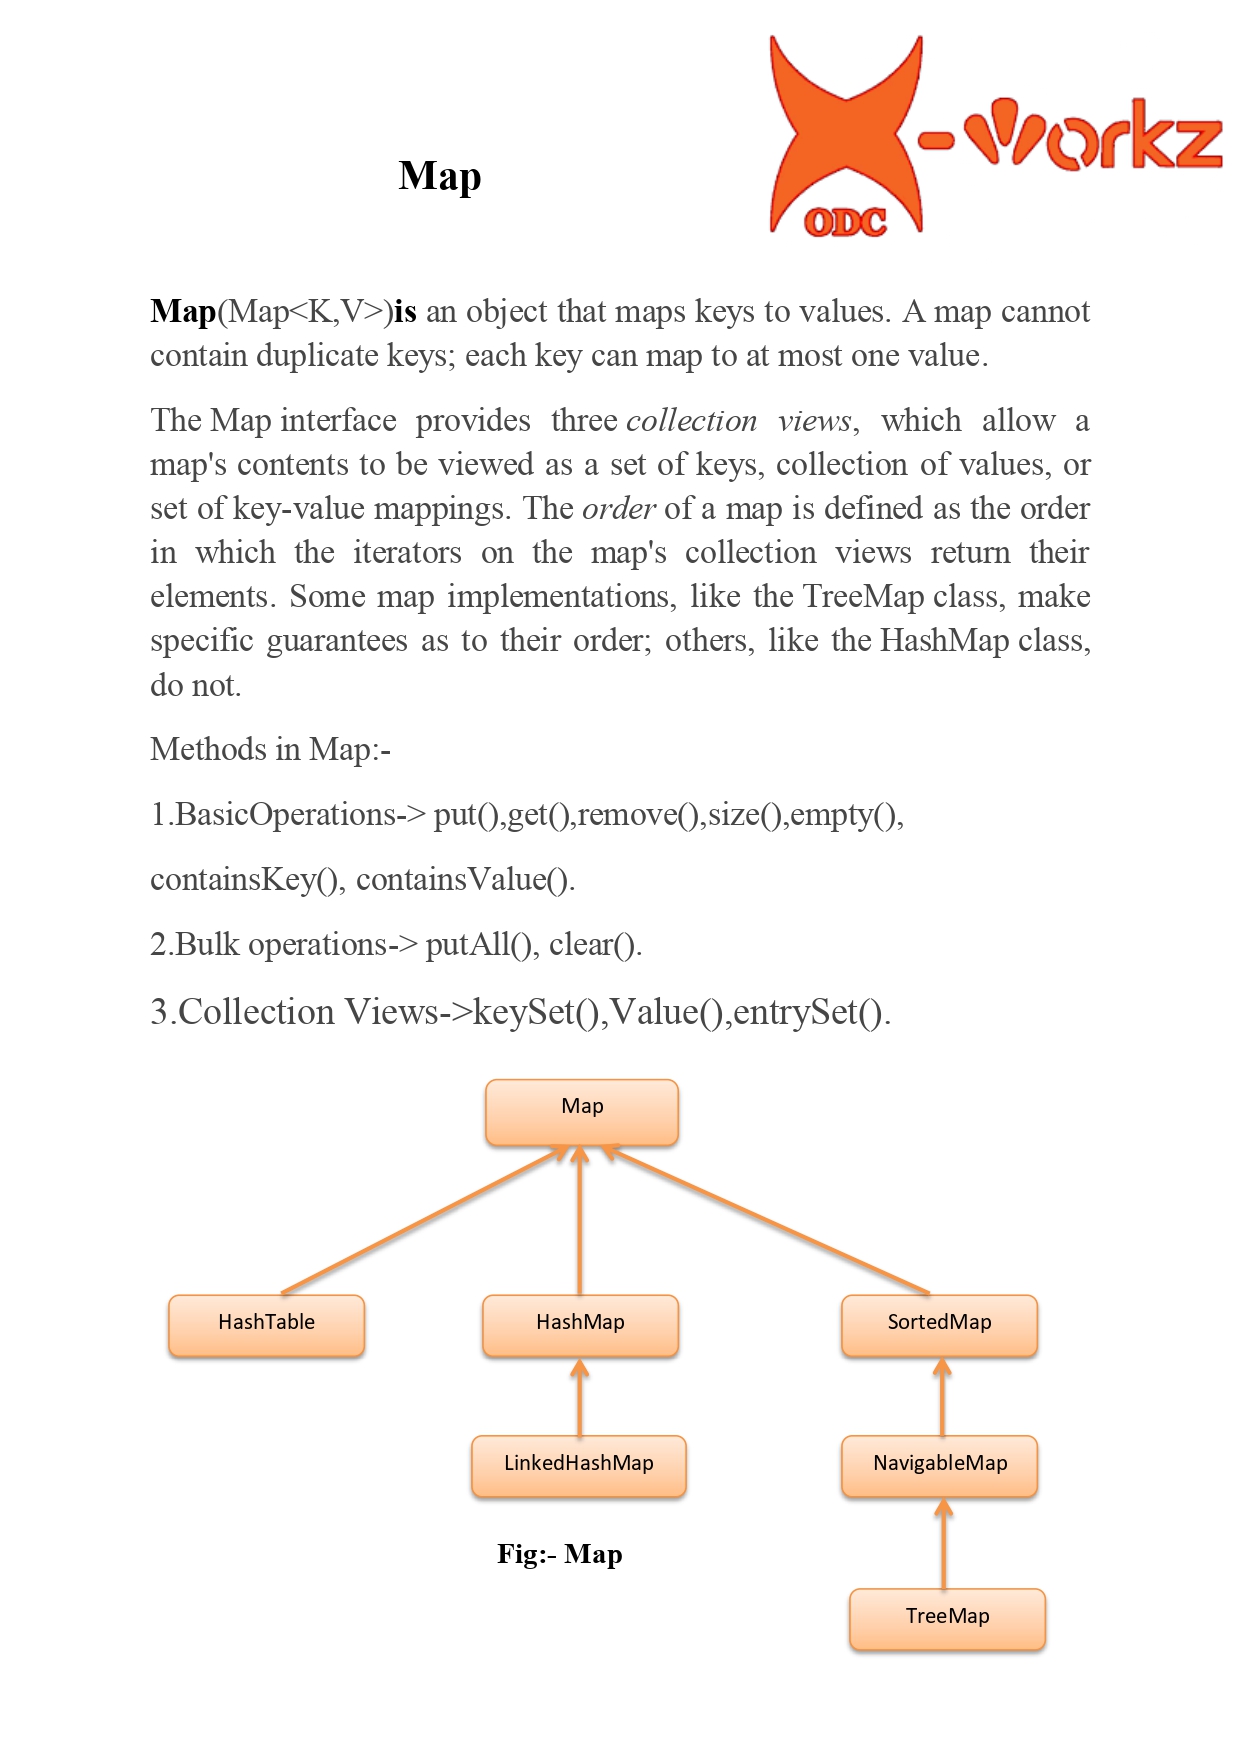 X-workz
ODC
Map
Map(Map<K,V>)is an object that maps keys to values. A map cannot
contain duplicate keys; each key can map to at most one value.
The Map interface provides three collection views, which allow a
map's contents to be viewed as a set of keys, collection of values, or
set of key-value mappings. The order of a map is defined as the order
in which the iterators on the map's collection views return their
elements. Some map implementations, like the TreeMap class, make
specific guarantees as to their order; others, like the HashMap class,
do not.
Methods in Map:-
1.BasicOperations-> put(),get(),remove(),size(),empty(),
containsKey(), containsValue().
2.Bulk operations-> putAll(), clear().
3.Collection Views->keySet(),Value(),entrySet().
Map
HashTable
HashMap
SortedMap
LinkedHashMap
NavigableMap
Fig:- Map
TreeMap